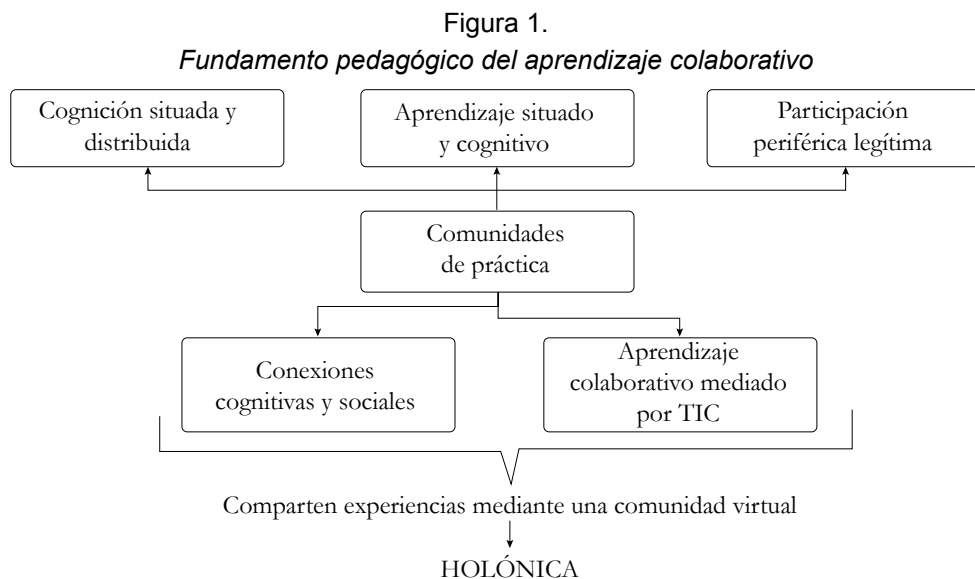 Figura 1.
Fundamento pedagógico del aprendizaje colaborativo
Cognición situada y
distribuida
Aprendizaje situado
y cognitivo
Participación
periférica legítima
Comunidades
de práctica
Conexiones
cognitivas y sociales
Aprendizaje
colaborativo mediado
por TIC
Comparten experiencias mediante una comunidad virtual
HOLÓNICA